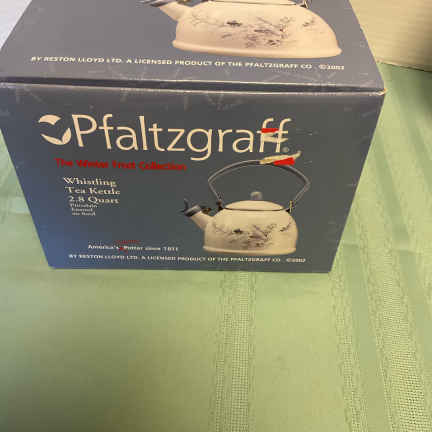 BY RESTON LLOYD LTD. A LICENSED PRODUCT OF THE PFALTZGRAFF CO. ©2002
Pfaltzgraff®
The Winter Frost Collection
Whistling
Tea Kettle
2.8 Quart
Porcelain
Enamel
on Steel
America's Potter since 1811
BY RESTON LLOYD LTD. A LICENSED PRODUCT OF THE PFALTZGRAFF CO. ©2002